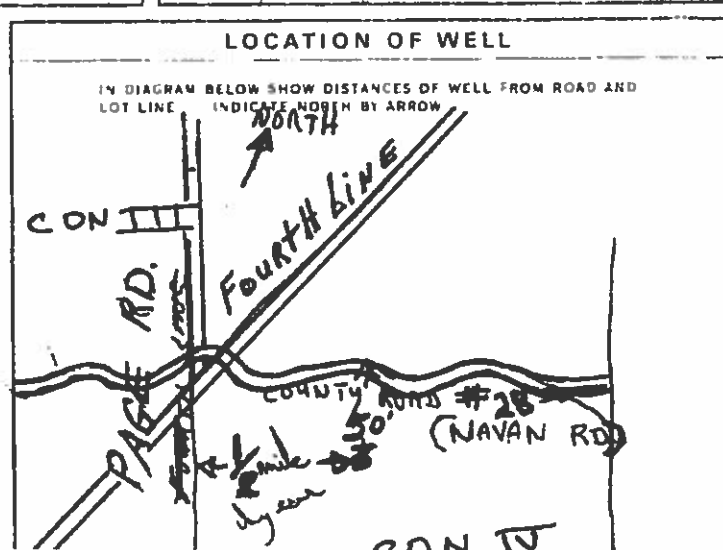 LOCATION OF WELL
IN DIAGRAM BELOW SHOW DISTANCES OF WELL FROM ROAD AND
LOT LINE INDICATE NORTH BY ARROW
NORTH
CON III
FOURTH LINE
PAGE RD.
COUNTY ROAD #28
(NAVAN RD)
50'
1/2 mile
CON IV